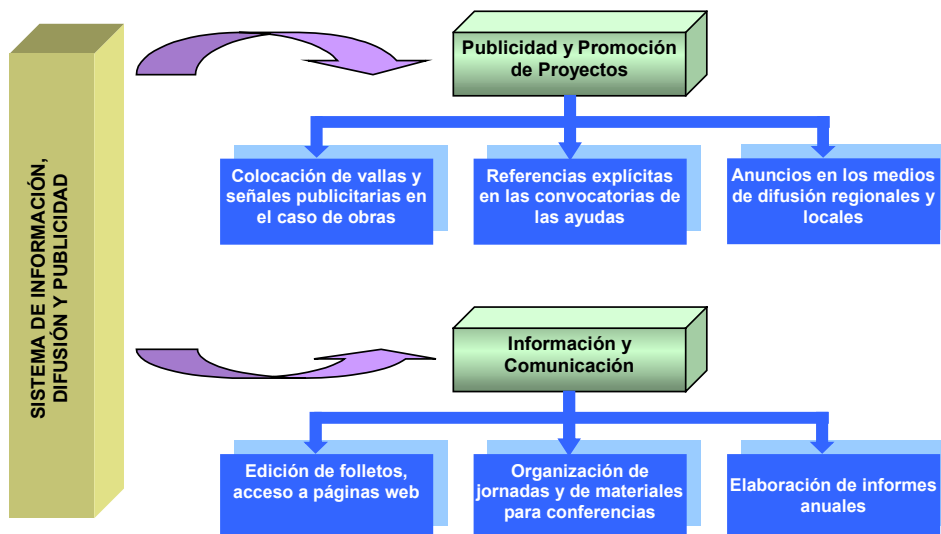 SISTEMA DE INFORMACIÓN,
DIFUSIÓN Y PUBLICIDAD
Publicidad y Promoción
de Proyectos
Colocación de vallas y
señales publicitarias en
el caso de obras
Referencias explícitas
en las convocatorias de
las ayudas
Anuncios en los medios
de difusión regionales y
locales
Información y
Comunicación
Edición de folletos,
acceso a páginas web
Organización de
jornadas y de materiales
para conferencias
Elaboración de informes
anuales